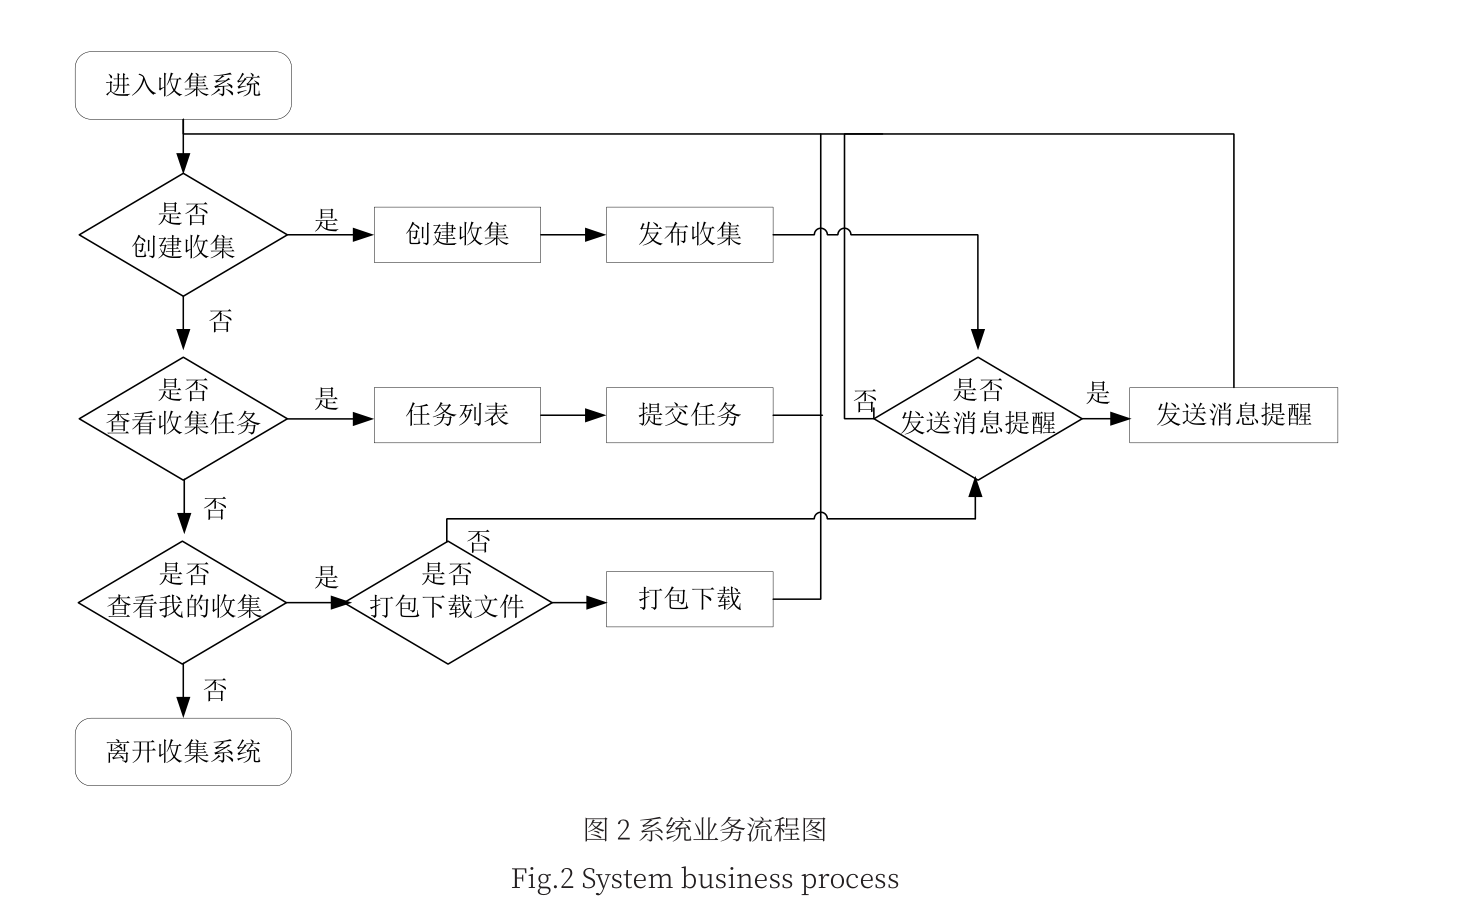 进入收集系统
是否
创建收集
是
创建收集
发布收集
否
是否
查看收集任务
是
任务列表
提交任务
否
是否
发送消息提醒
是
发送消息提醒
否
是否
查看我的收集
是
否
是否
打包下载文件
打包下载
否
离开收集系统
图 2 系统业务流程图
Fig.2 System business process